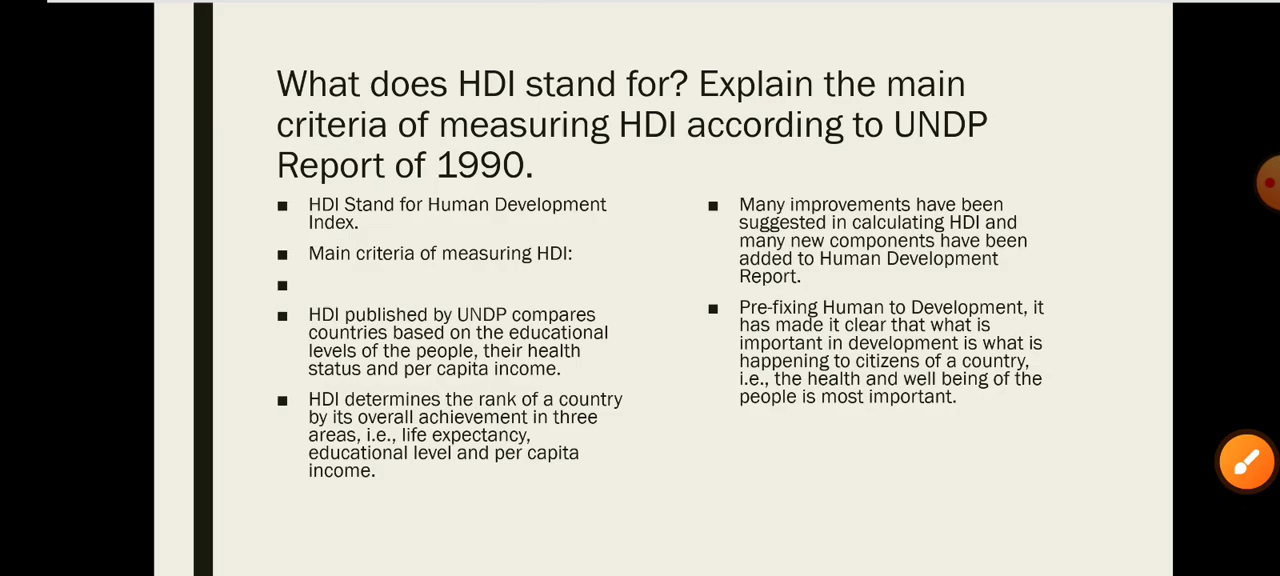 What does HDI stand for? Explain the main
criteria of measuring HDI according to UNDP
Report of 1990.
■ HDI Stand for Human Development
Index.
■ Main criteria of measuring HDI:
■
■ HDI published by UNDP compares
countries based on the educational
levels of the people, their health
status and per capita income.
■ HDI determines the rank of a country
by its overall achievement in three
areas, i.e., life expectancy,
educational level and per capita
income.
■ Many improvements have been
suggested in calculating HDI and
many new components have been
added to Human Development
Report.
■ Pre-fixing Human to Development, it
has made it clear that what is
important in development is what is
happening to citizens of a country,
i.e., the health and well being of the
people is most important.